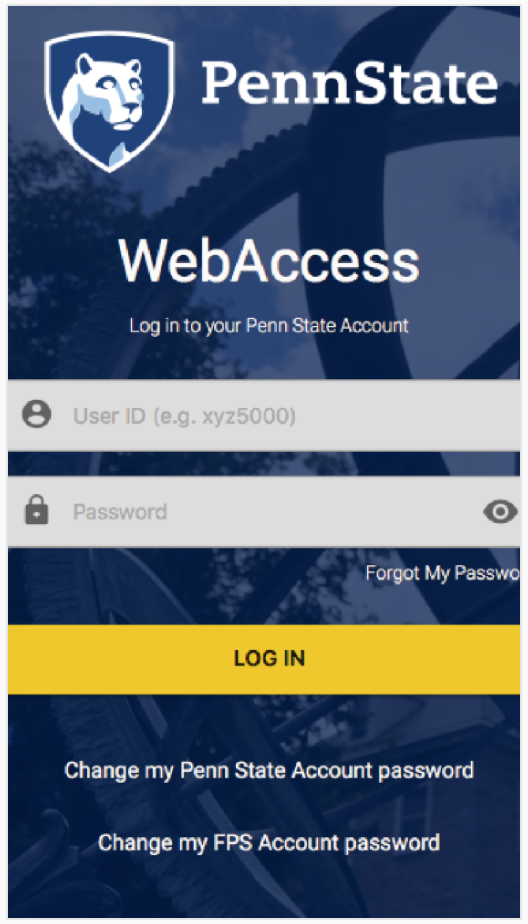 PennState
WebAccess
Log in to your Penn State Account
User ID (e.g. xyz5000)
Password
Forgot My Passwo
LOG IN
Change my Penn State Account password
Change my FPS Account password